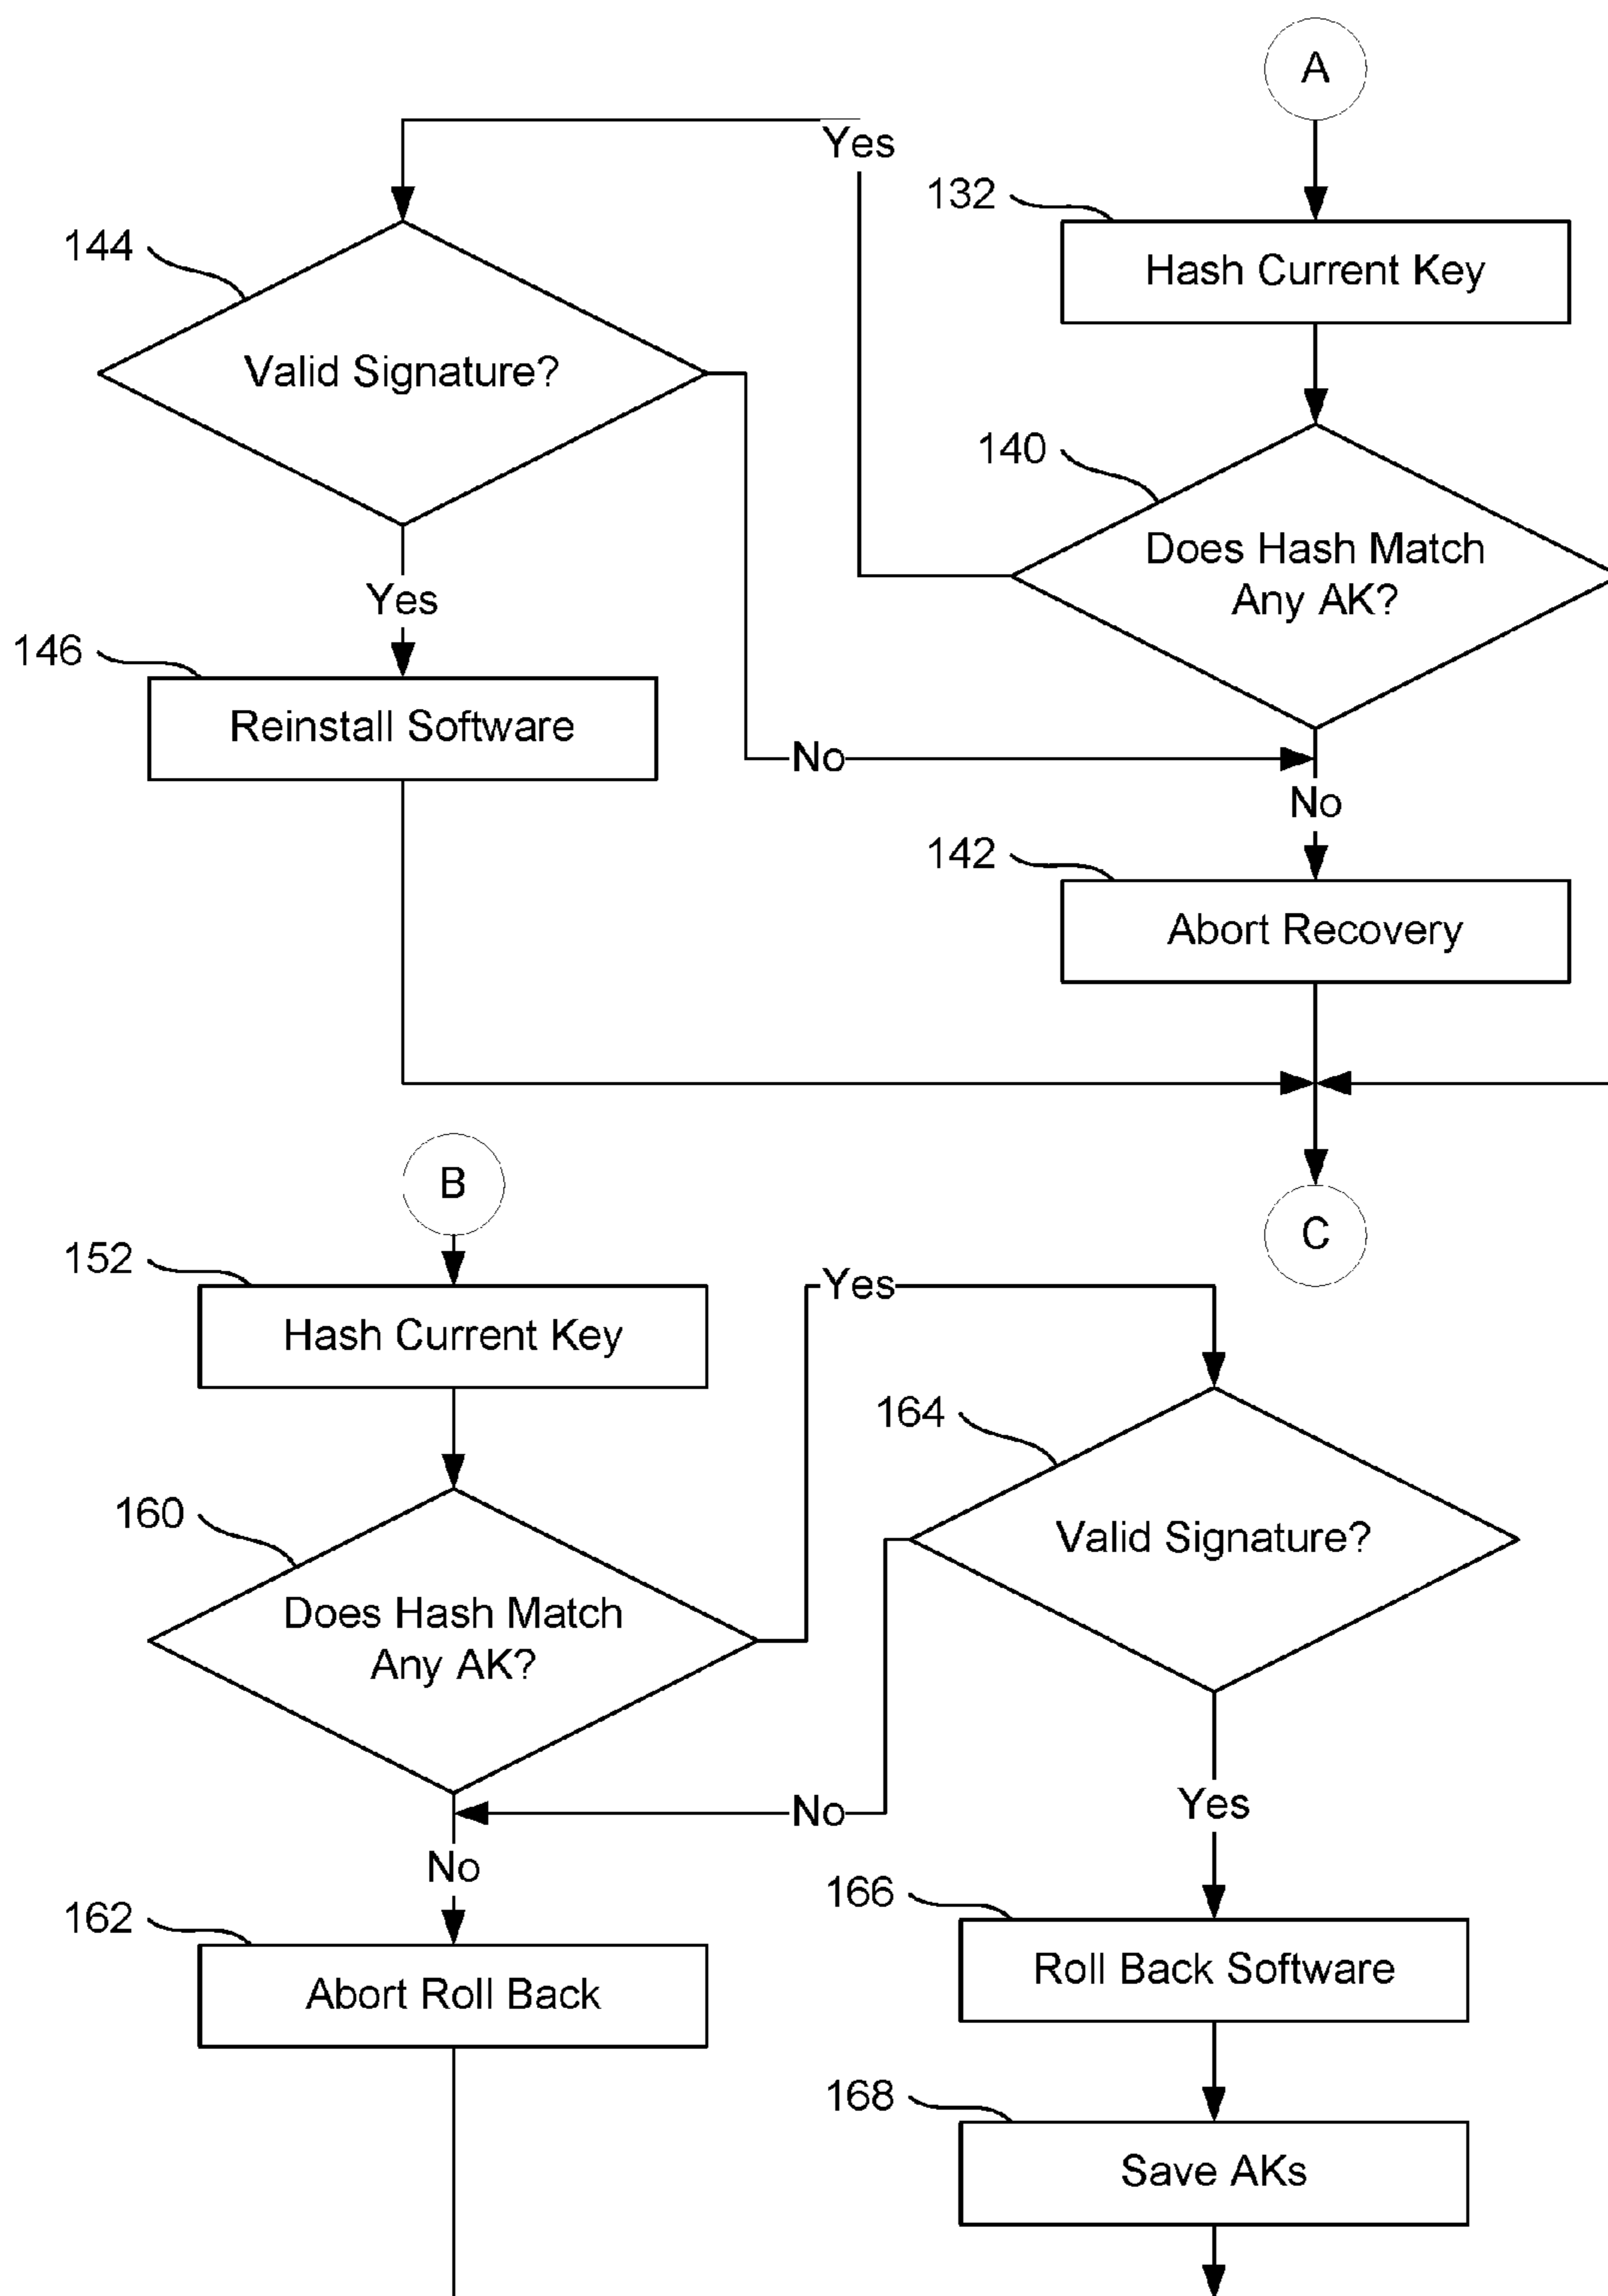 A
Yes
132
Hash Current Key
144
Valid Signature?
140
Does Hash Match
Any AK?
Yes
146
Reinstall Software
No
No
142
Abort Recovery
B
C
152
Hash Current Key
Yes
164
Valid Signature?
160
Does Hash Match
Any AK?
Yes
No
No
166
Roll Back Software
162
Abort Roll Back
168
Save AKs